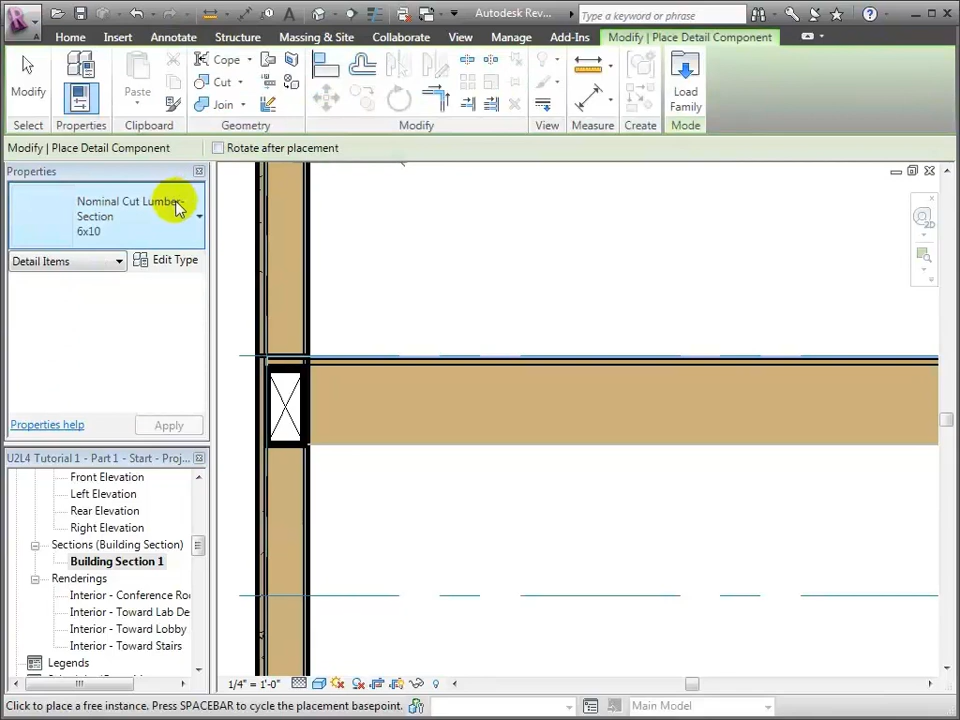 Autodesk Rev...
Type a keyword or phrase
Home
Insert
Annotate
Structure
Massing & Site
Collaborate
View
Manage
Add-Ins
Modify | Place Detail Component
Modify
Paste
Cope
Cut
Join
Load
Family
Select
Properties
Clipboard
Geometry
Modify
View
Measure
Create
Mode
Modify | Place Detail Component
Rotate after placement
Properties
Nominal Cut Lumber-
Section
6x10
Detail Items
Edit Type
2D
Properties help
Apply
U2L4 Tutorial 1 - Part 1 - Start - Proj...
Front Elevation
Left Elevation
Rear Elevation
Right Elevation
Sections (Building Section)
Building Section 1
Renderings
Interior - Conference Ro
Interior - Toward Lab De
Interior - Toward Lobby
Interior - Toward Stairs
Legends
1/4" = 1'-0"
Click to place a free instance. Press SPACEBAR to cycle the placement basepoint.
Main Model